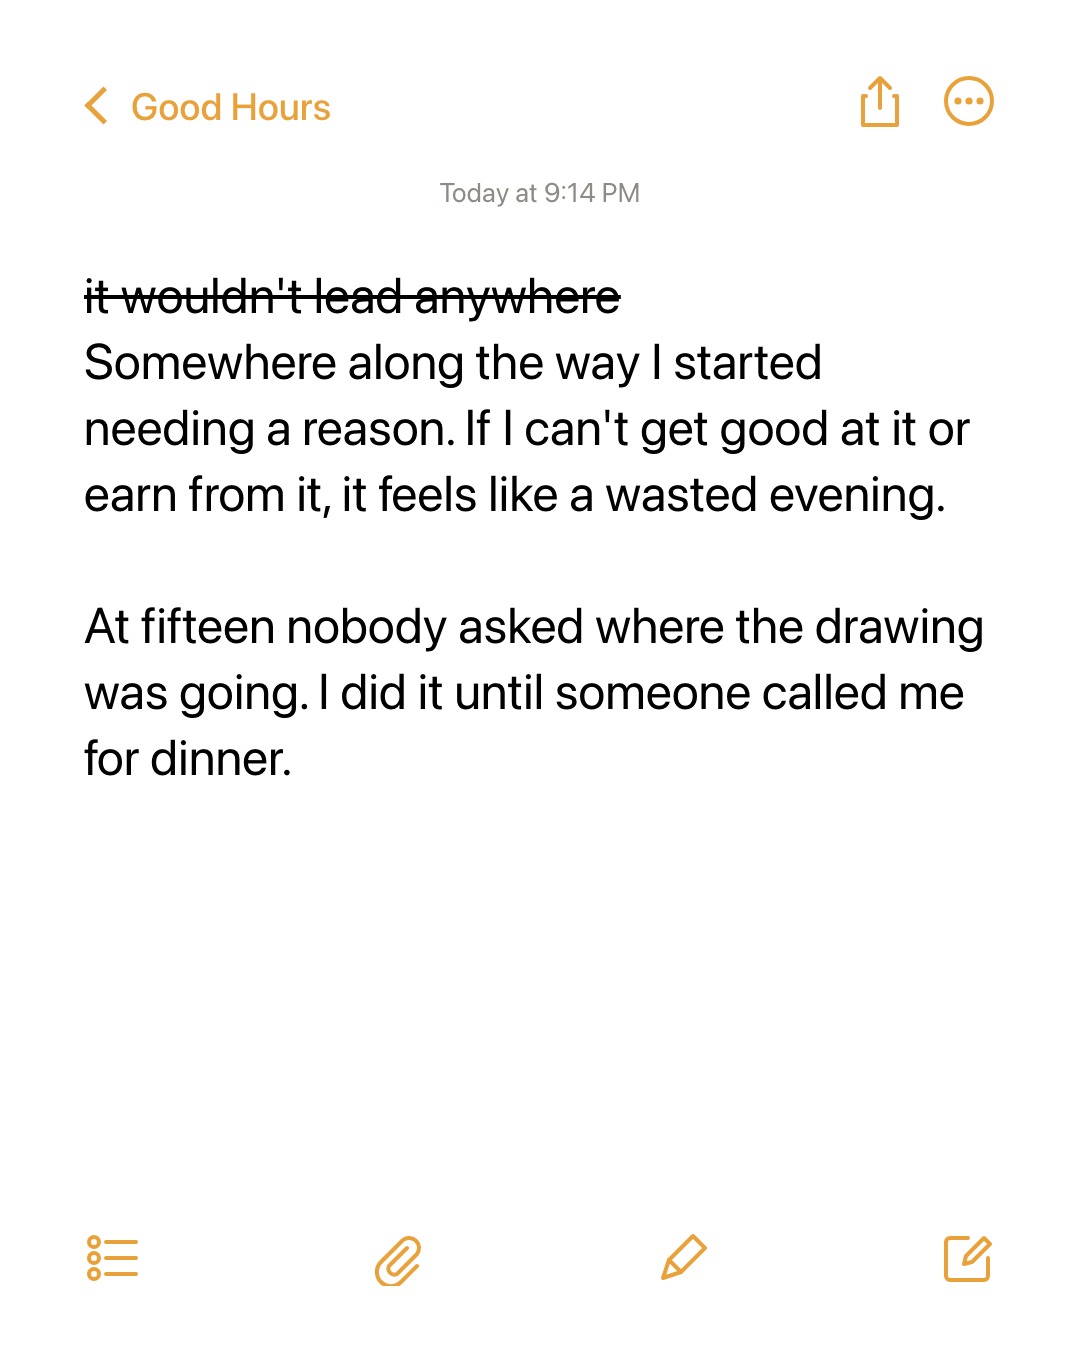 Good Hours
Today at 9:14 PM
it wouldn't lead anywhere
Somewhere along the way I started
needing a reason. If I can't get good at it or
earn from it, it feels like a wasted evening.
At fifteen nobody asked where the drawing
was going. I did it until someone called me
for dinner.